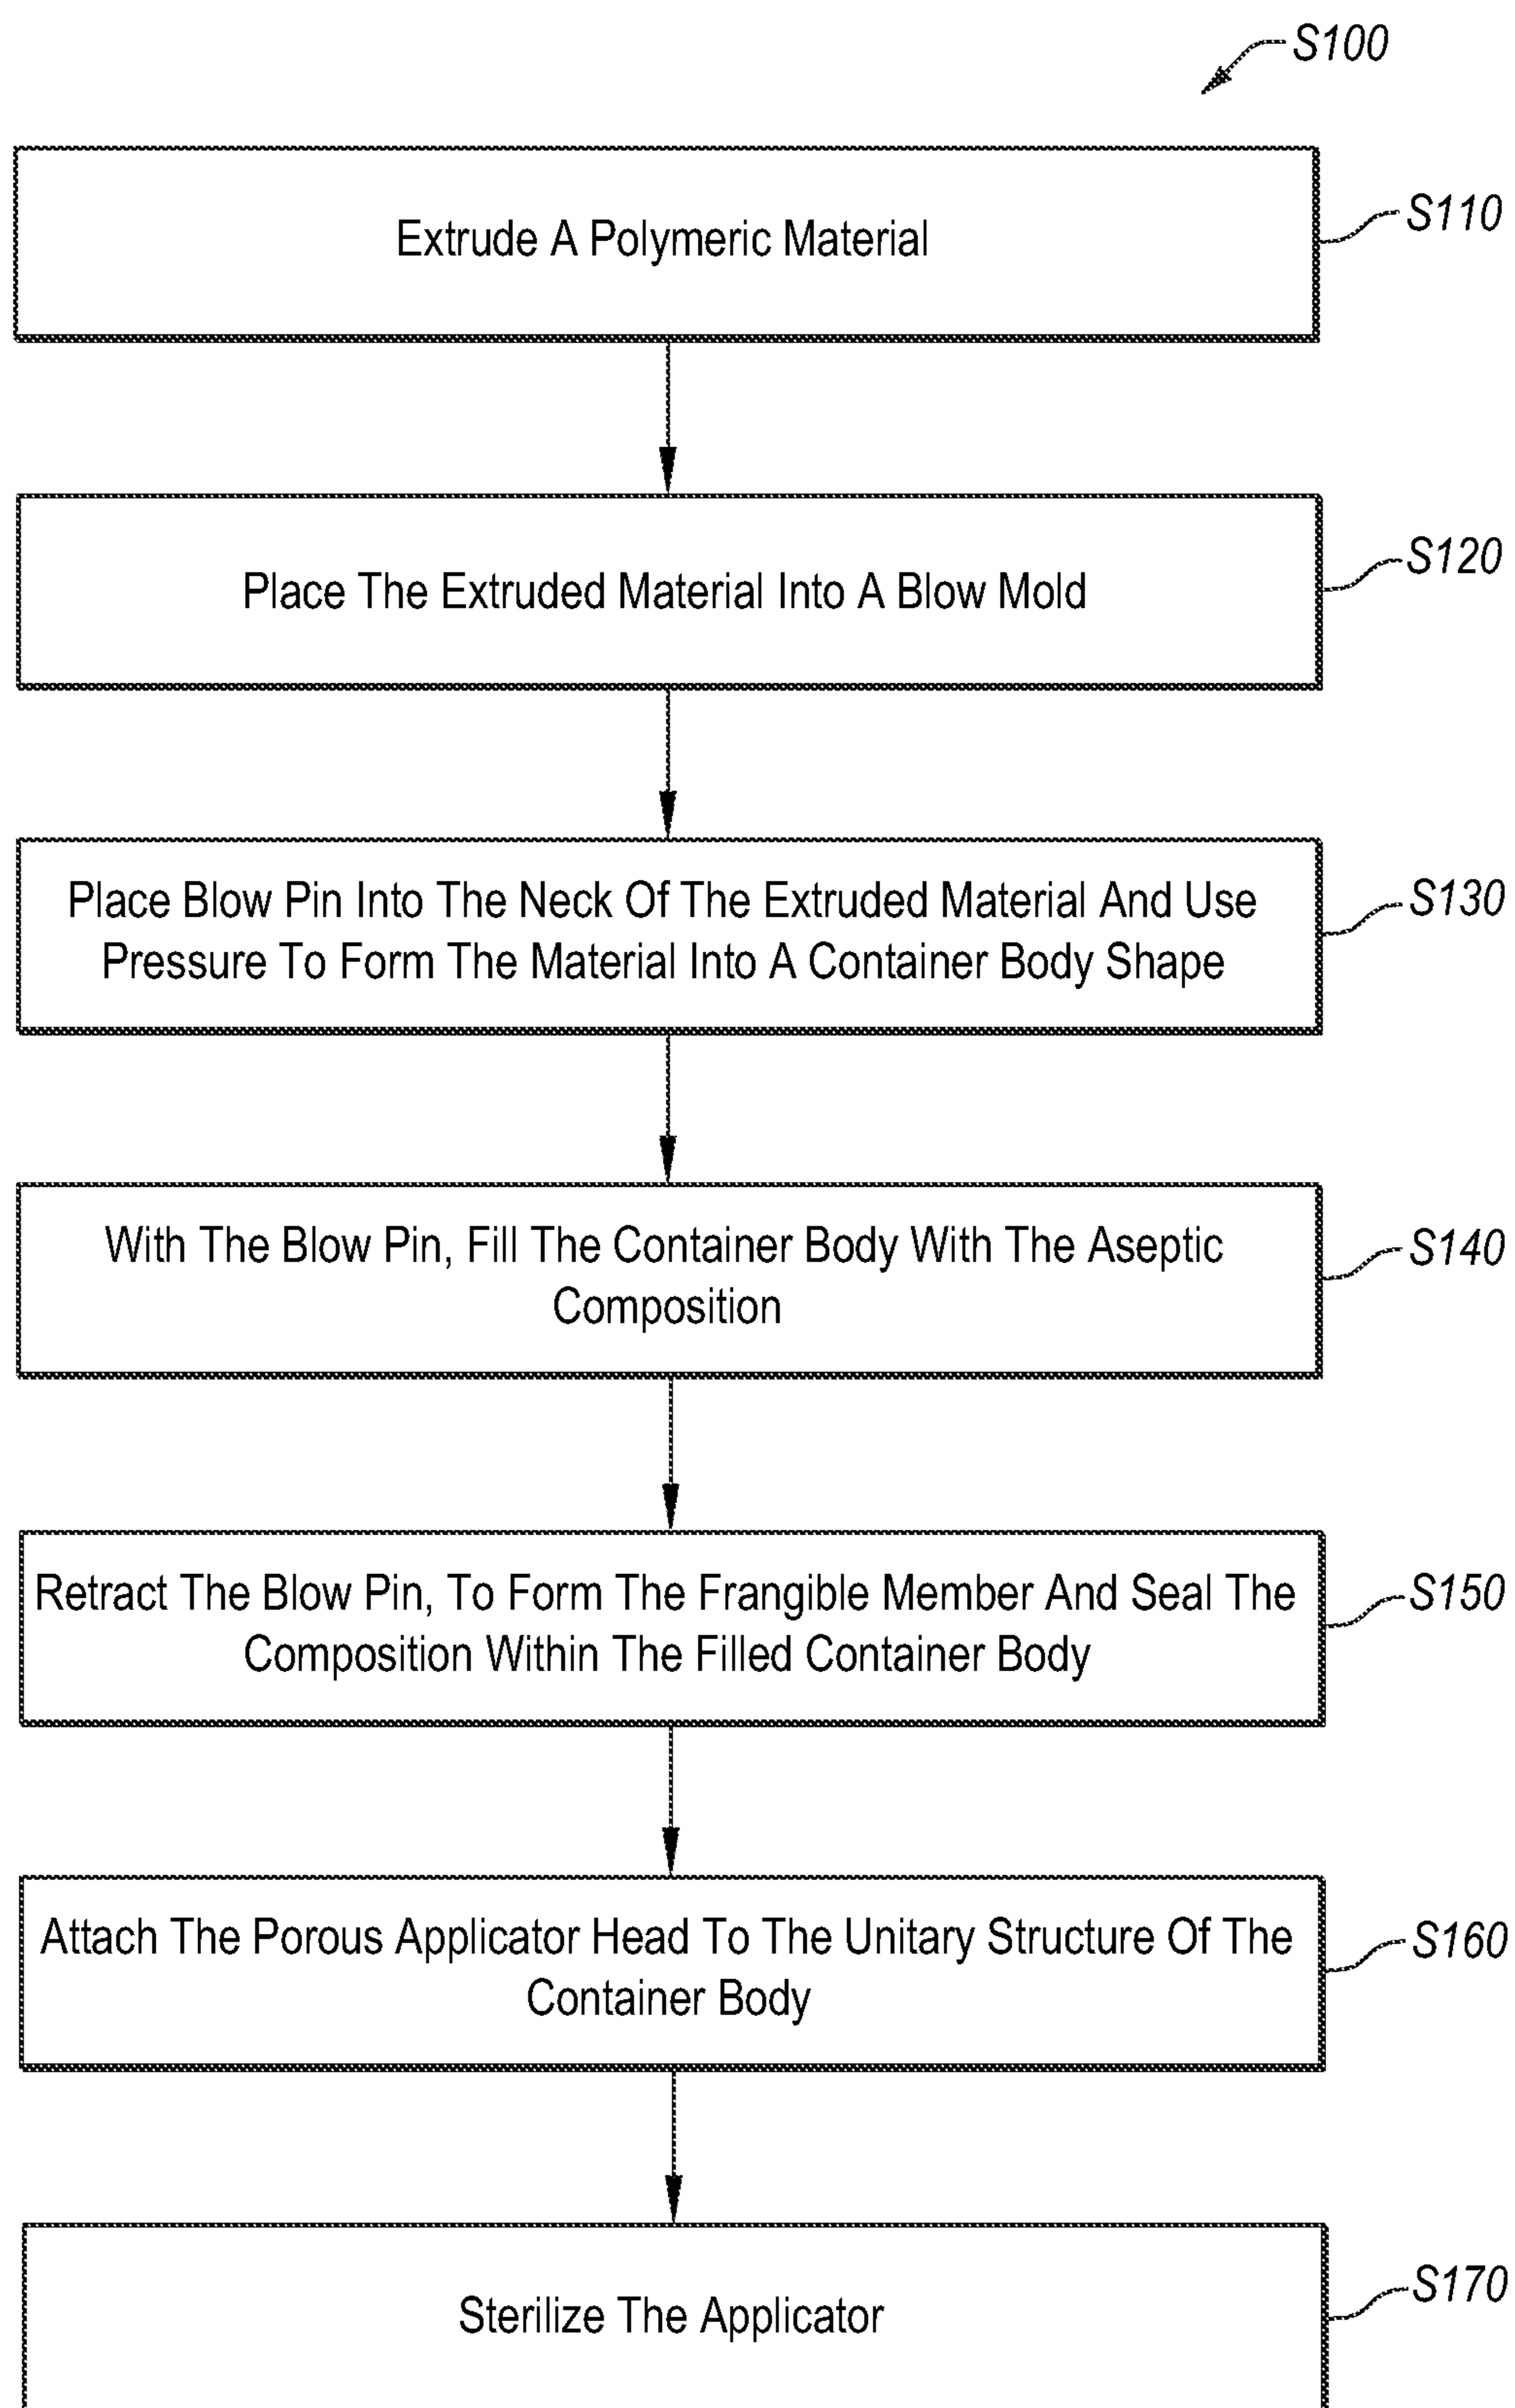 S100
Extrude A Polymeric Material
S110
Place The Extruded Material Into A Blow Mold
S120
Place Blow Pin Into The Neck Of The Extruded Material And Use
Pressure To Form The Material Into A Container Body Shape
S130
With The Blow Pin, Fill The Container Body With The Aseptic
Composition
S140
Retract The Blow Pin, To Form The Frangible Member And Seal The
Composition Within The Filled Container Body
S150
Attach The Porous Applicator Head To The Unitary Structure Of The
Container Body
S160
Sterilize The Applicator
S170